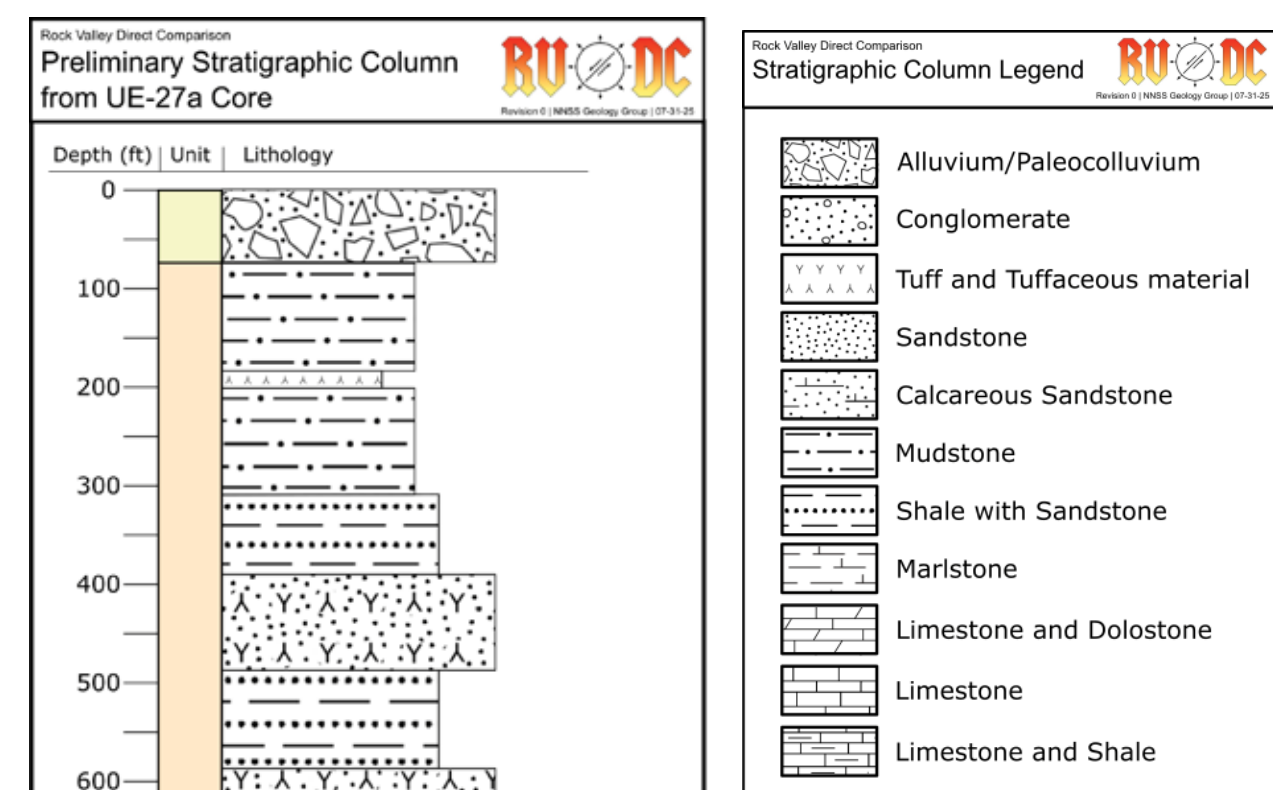 Rock Valley Direct Comparison
Preliminary Stratigraphic Column
from UE-27a Core
RV DC
Revision 0 | NNSS Geology Group | 07-31-25
Depth (ft) | Unit | Lithology
0
100
200
300
400
500
600
Rock Valley Direct Comparison
Stratigraphic Column Legend
RV DC
Revision 0 | NNSS Geology Group | 07-31-25
Alluvium/Paleocolluvium
Conglomerate
Tuff and Tuffaceous material
Sandstone
Calcareous Sandstone
Mudstone
Shale with Sandstone
Marlstone
Limestone and Dolostone
Limestone
Limestone and Shale